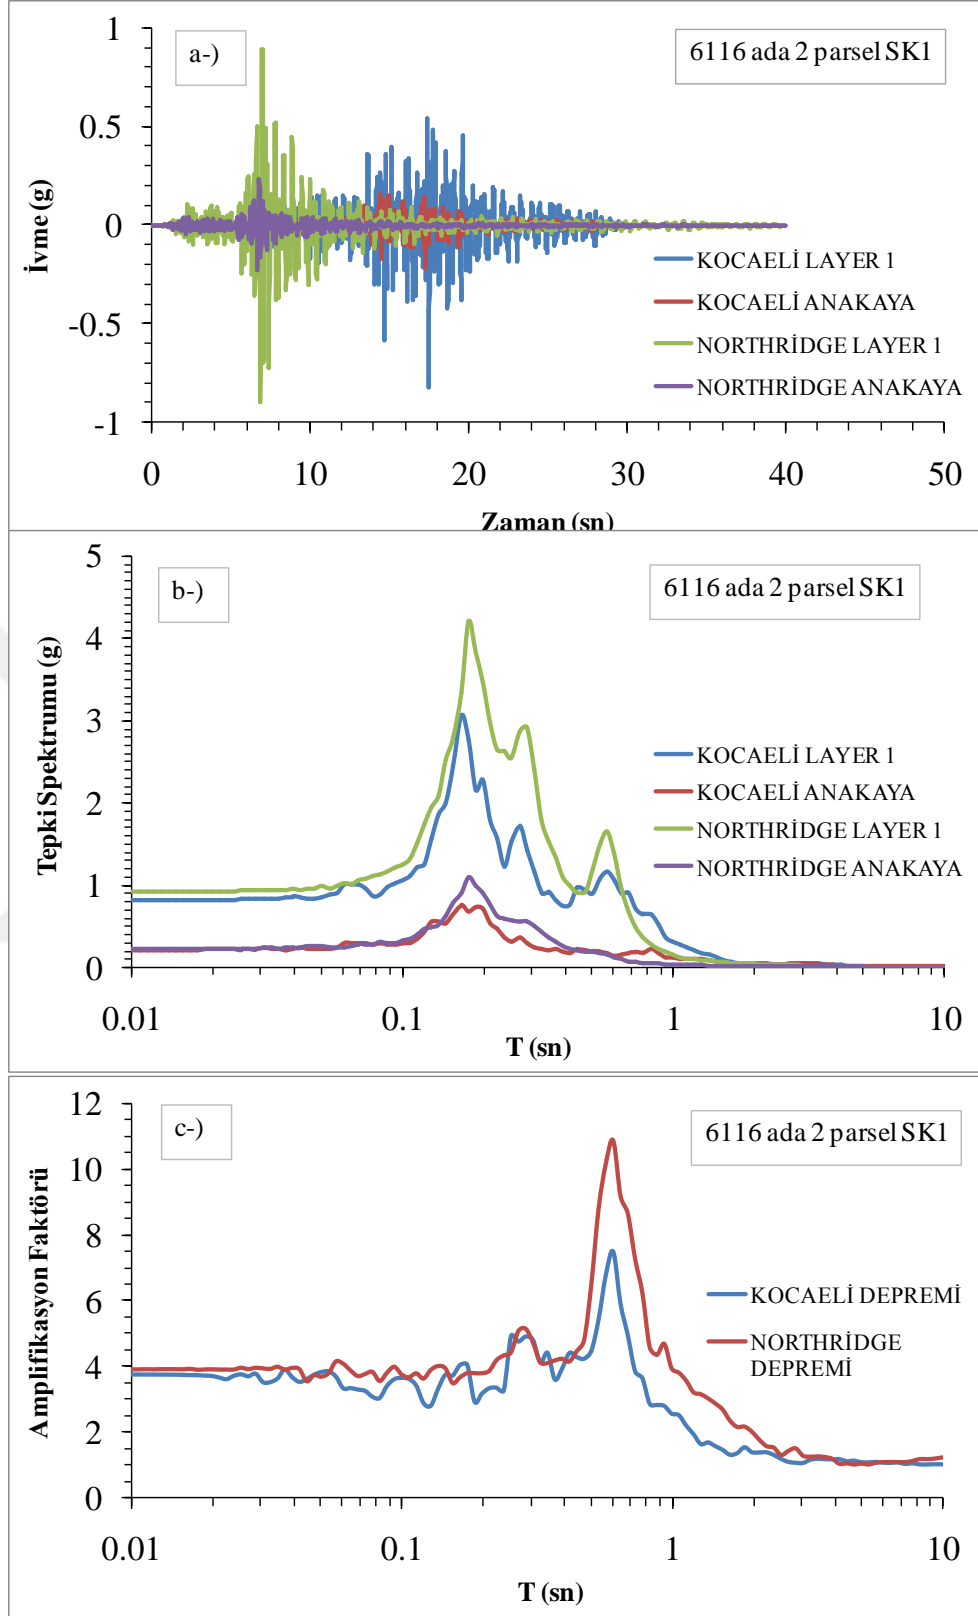 a-)
6116 ada 2 parsel SK1
1
0.5
0
-0.5
-1
İvme (g)
KOCAELİ LAYER 1
KOCAELİ ANAKAYA
NORTHRİDGE LAYER 1
NORTHRİDGE ANAKAYA
0 10 20 30 40 50
Zaman (sn)
b-)
6116 ada 2 parsel SK1
5
4
3
2
1
0
Tepki Spektrumu (g)
KOCAELİ LAYER 1
KOCAELİ ANAKAYA
NORTHRİDGE LAYER 1
NORTHRİDGE ANAKAYA
0.01 0.1 1 10
T (sn)
c-)
6116 ada 2 parsel SK1
12
10
8
6
4
2
0
Amplifikasyon Faktörü
KOCAELİ DEPREMİ
NORTHRİDGE
DEPREMİ
0.01 0.1 1 10
T (sn)